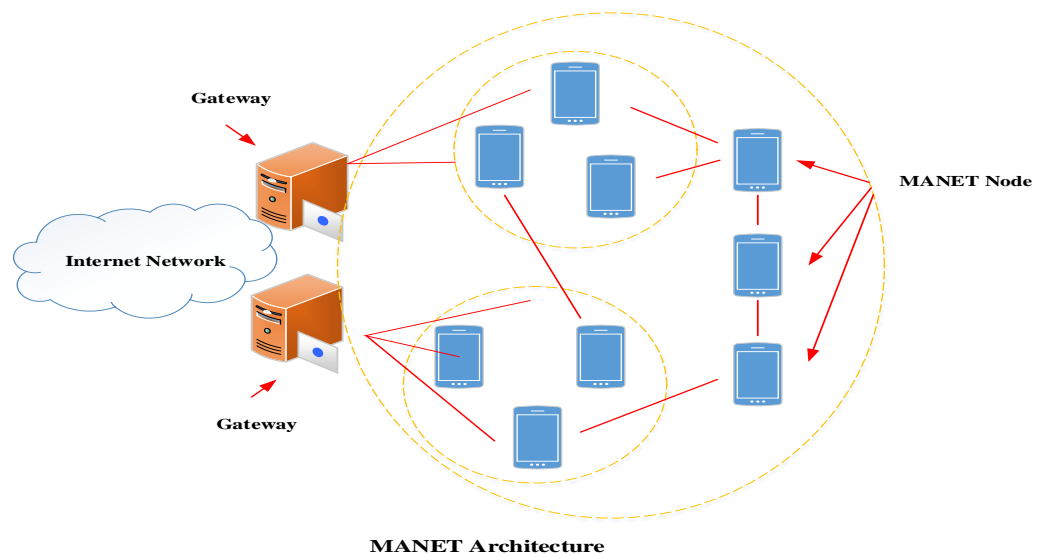 Gateway
MANET Node
Internet Network
Gateway
MANET Architecture